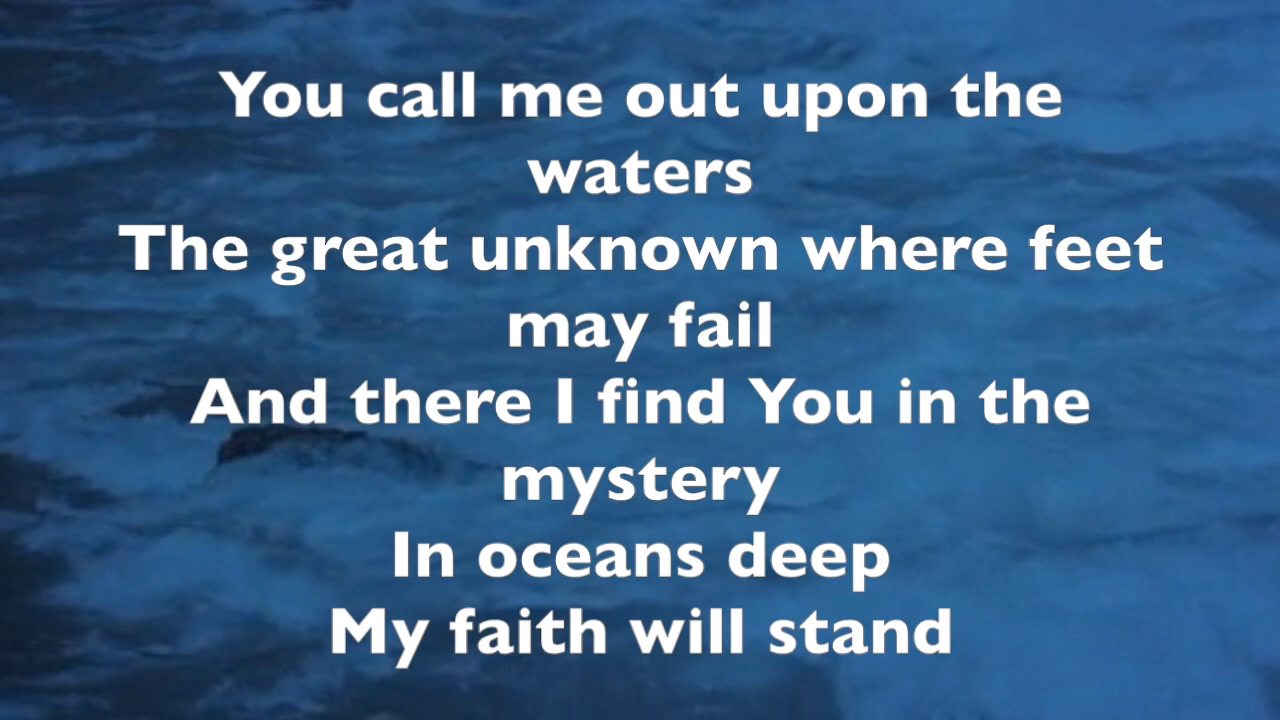 You call me out upon the
waters
The great unknown where feet
may fail
And there I find You in the
mystery
In oceans deep
My faith will stand